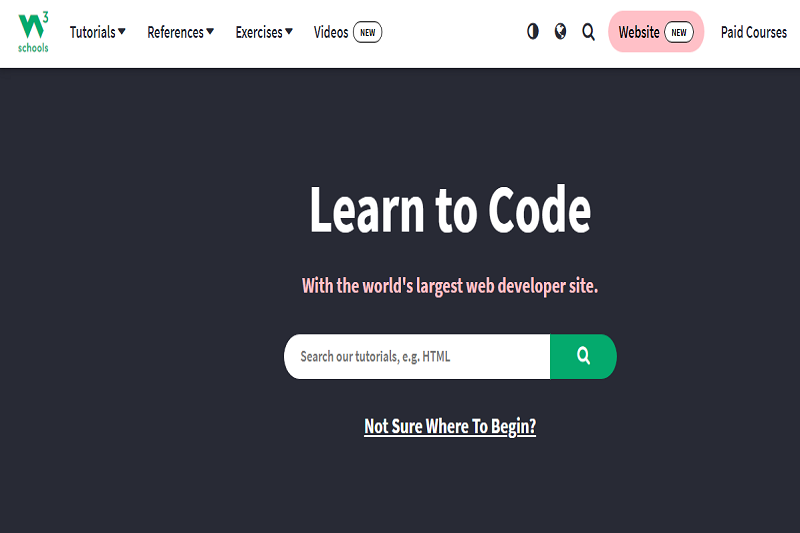 W3
schools
Tutorials
References
Exercises
Videos NEW
Website NEW
Paid Courses
Learn to Code
With the world's largest web developer site.
Search our tutorials, e.g. HTML
Not Sure Where To Begin?